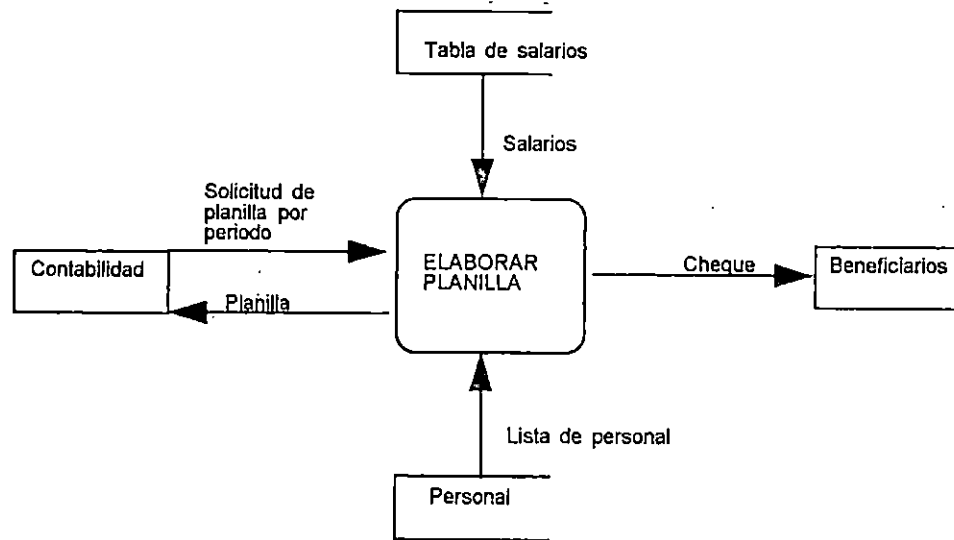 Tabla de salarios
Salarios
Solicitud de
planilla por
periodo
Contabilidad
ELABORAR
PLANILLA
Cheque
Beneficiarios
Planilla
Lista de personal
Personal